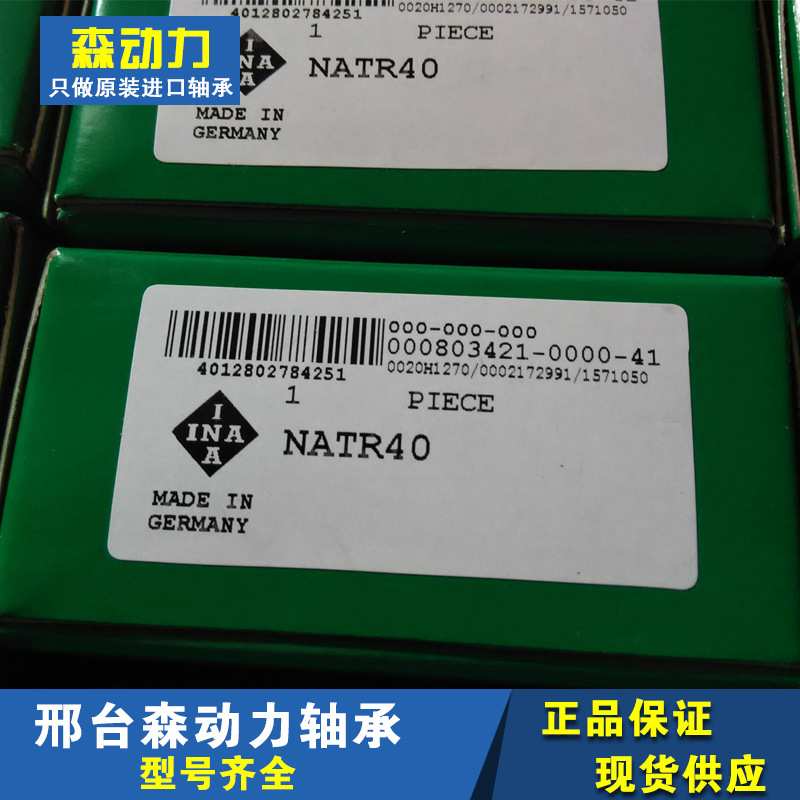 森动力
只做原装进口轴承
4012802784251
0020H1270/0002172991/1571050
1 PIECE
INA
INA
NATR40
MADE IN
GERMANY
000-000-000
000803421-0000-41
4012802784251
0020H1270/0002172991/1571050
1 PIECE
INA
INA
NATR40
MADE IN
GERMANY
邢台森动力轴承
型号齐全
正品保证
现货供应